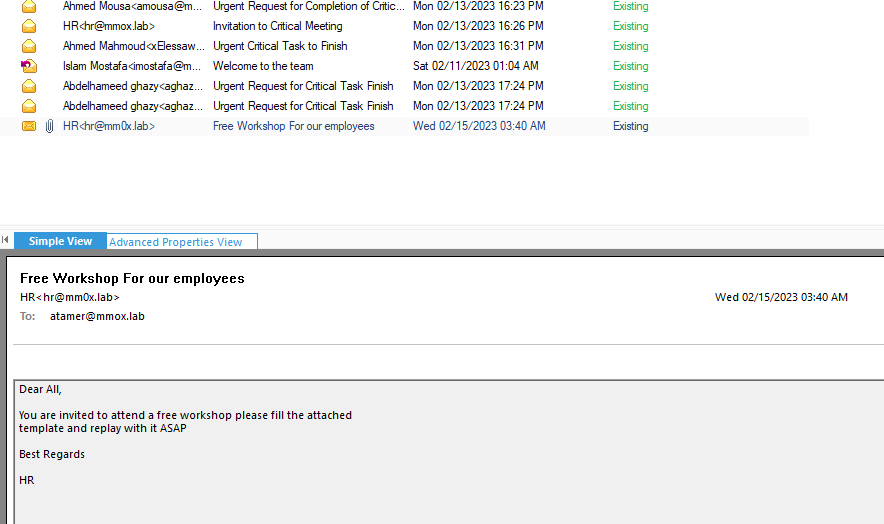 Ahmed Mousa<amousa@m... Urgent Request for Completion of Critic... Mon 02/13/2023 16:23 PM Existing
HR<hr@mmox.lab> Invitation to Critical Meeting Mon 02/13/2023 16:26 PM Existing
Ahmed Mahmoud<xElessaw... Urgent Critical Task to Finish Mon 02/13/2023 16:31 PM Existing
Islam Mostafa<imostafa@m... Welcome to the team Sat 02/11/2023 01:04 AM Existing
Abdelhameed ghazy<aghaz... Urgent Request for Critical Task Finish Mon 02/13/2023 17:24 PM Existing
Abdelhameed ghazy<aghaz... Urgent Request for Critical Task Finish Mon 02/13/2023 17:24 PM Existing
HR<hr@mm0x.lab> Free Workshop For our employees Wed 02/15/2023 03:40 AM Existing
Simple View Advanced Properties View
Free Workshop For our employees
HR<hr@mm0x.lab> Wed 02/15/2023 03:40 AM
To: atamer@mmox.lab
Dear All,
You are invited to attend a free workshop please fill the attached
template and replay with it ASAP
Best Regards
HR